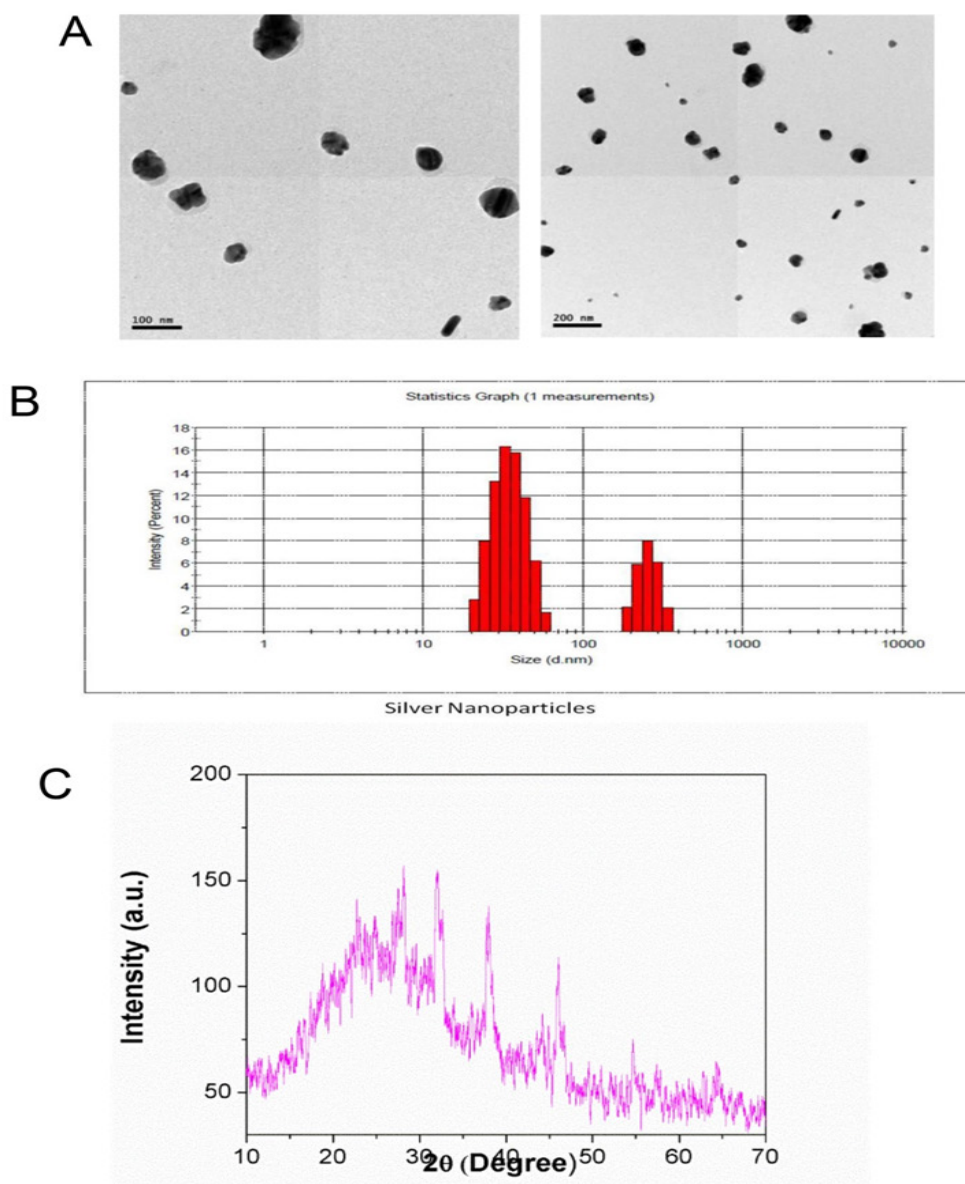 A
100 nm
200 nm
B
Statistics Graph (1 measurements)
Intensity (Percent)
18
16
14
12
10
8
6
4
2
0
1 10 100 1000 10000
Size (d.nm)
Silver Nanoparticles
C
Intensity (a.u.)
200
150
100
50
10 20 30 40 50 60 70
2θ (Degree)